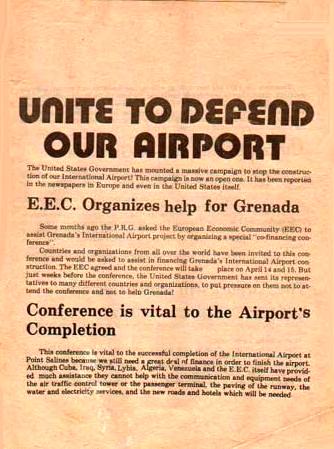 UNITE TO DEFEND
OUR AIRPORT
The United States Government has mounted a massive campaign to stop the construc-
tion of our International Airport! This campaign is now an open one. It has been reported
in the newspapers in Europe and even in the United States itself.
E.E.C. Organizes help for Grenada
Some months ago the P.R.G. asked the European Economic Community (EEC) to
assist Grenada's International Airport project by organizing a special "co-financing con-
ference".
Countries and organizations from all over the world have been invited to this con-
ference and would be asked to assist in financing Grenada's International Airport con-
struction. The EEC agreed and the conference will take place on April 14 and 15. But
just weeks before the conference, the United States Government has sent its represen-
tatives to many different countries and organizations, to put pressure on them not to at-
tend the conference and not to help Grenada!
Conference is vital to the Airport's
Completion
This conference is vital to the successful completion of the International Airport at
Point Salines because we still need a great deal of finance in order to finish the airport.
Although Cuba, Iraq, Syria, Lybia, Algeria, Venezuela and the E.E.C. itself have provid-
ed much assistance they cannot help with the communication and equipment needs of
the air traffic control tower or the passenger terminal, the paving of the runway, the
water and electricity services, and the new roads and hotels which will be needed